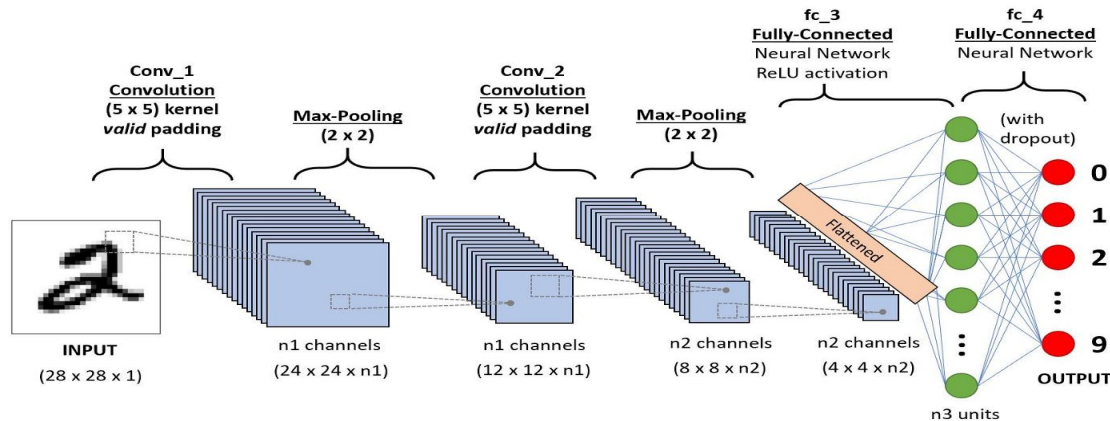 Conv_1
Convolution
(5 x 5) kernel
valid padding
Max-Pooling
(2 x 2)
Conv_2
Convolution
(5 x 5) kernel
valid padding
Max-Pooling
(2 x 2)
fc_3
Fully-Connected
Neural Network
ReLU activation
fc_4
Fully-Connected
Neural Network
(with
dropout)
2
INPUT
(28 x 28 x 1)
n1 channels
(24 x 24 x n1)
n1 channels
(12 x 12 x n1)
n2 channels
(8 x 8 x n2)
n2 channels
(4 x 4 x n2)
Flattened
n3 units
0
1
2
9
OUTPUT